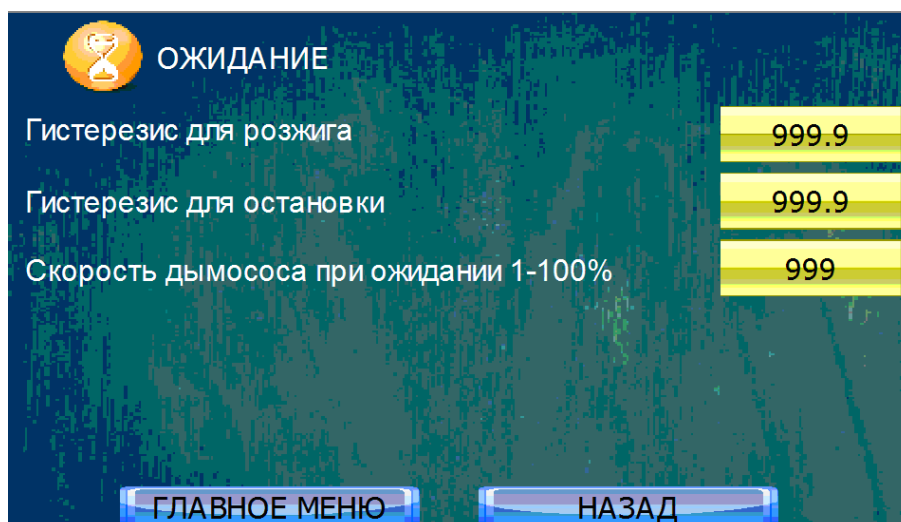 ОЖИДАНИЕ
Гистерезис для розжига 999.9
Гистерезис для остановки 999.9
Скорость дымососа при ожидании 1-100% 999
ГЛАВНОЕ МЕНЮ НАЗАД